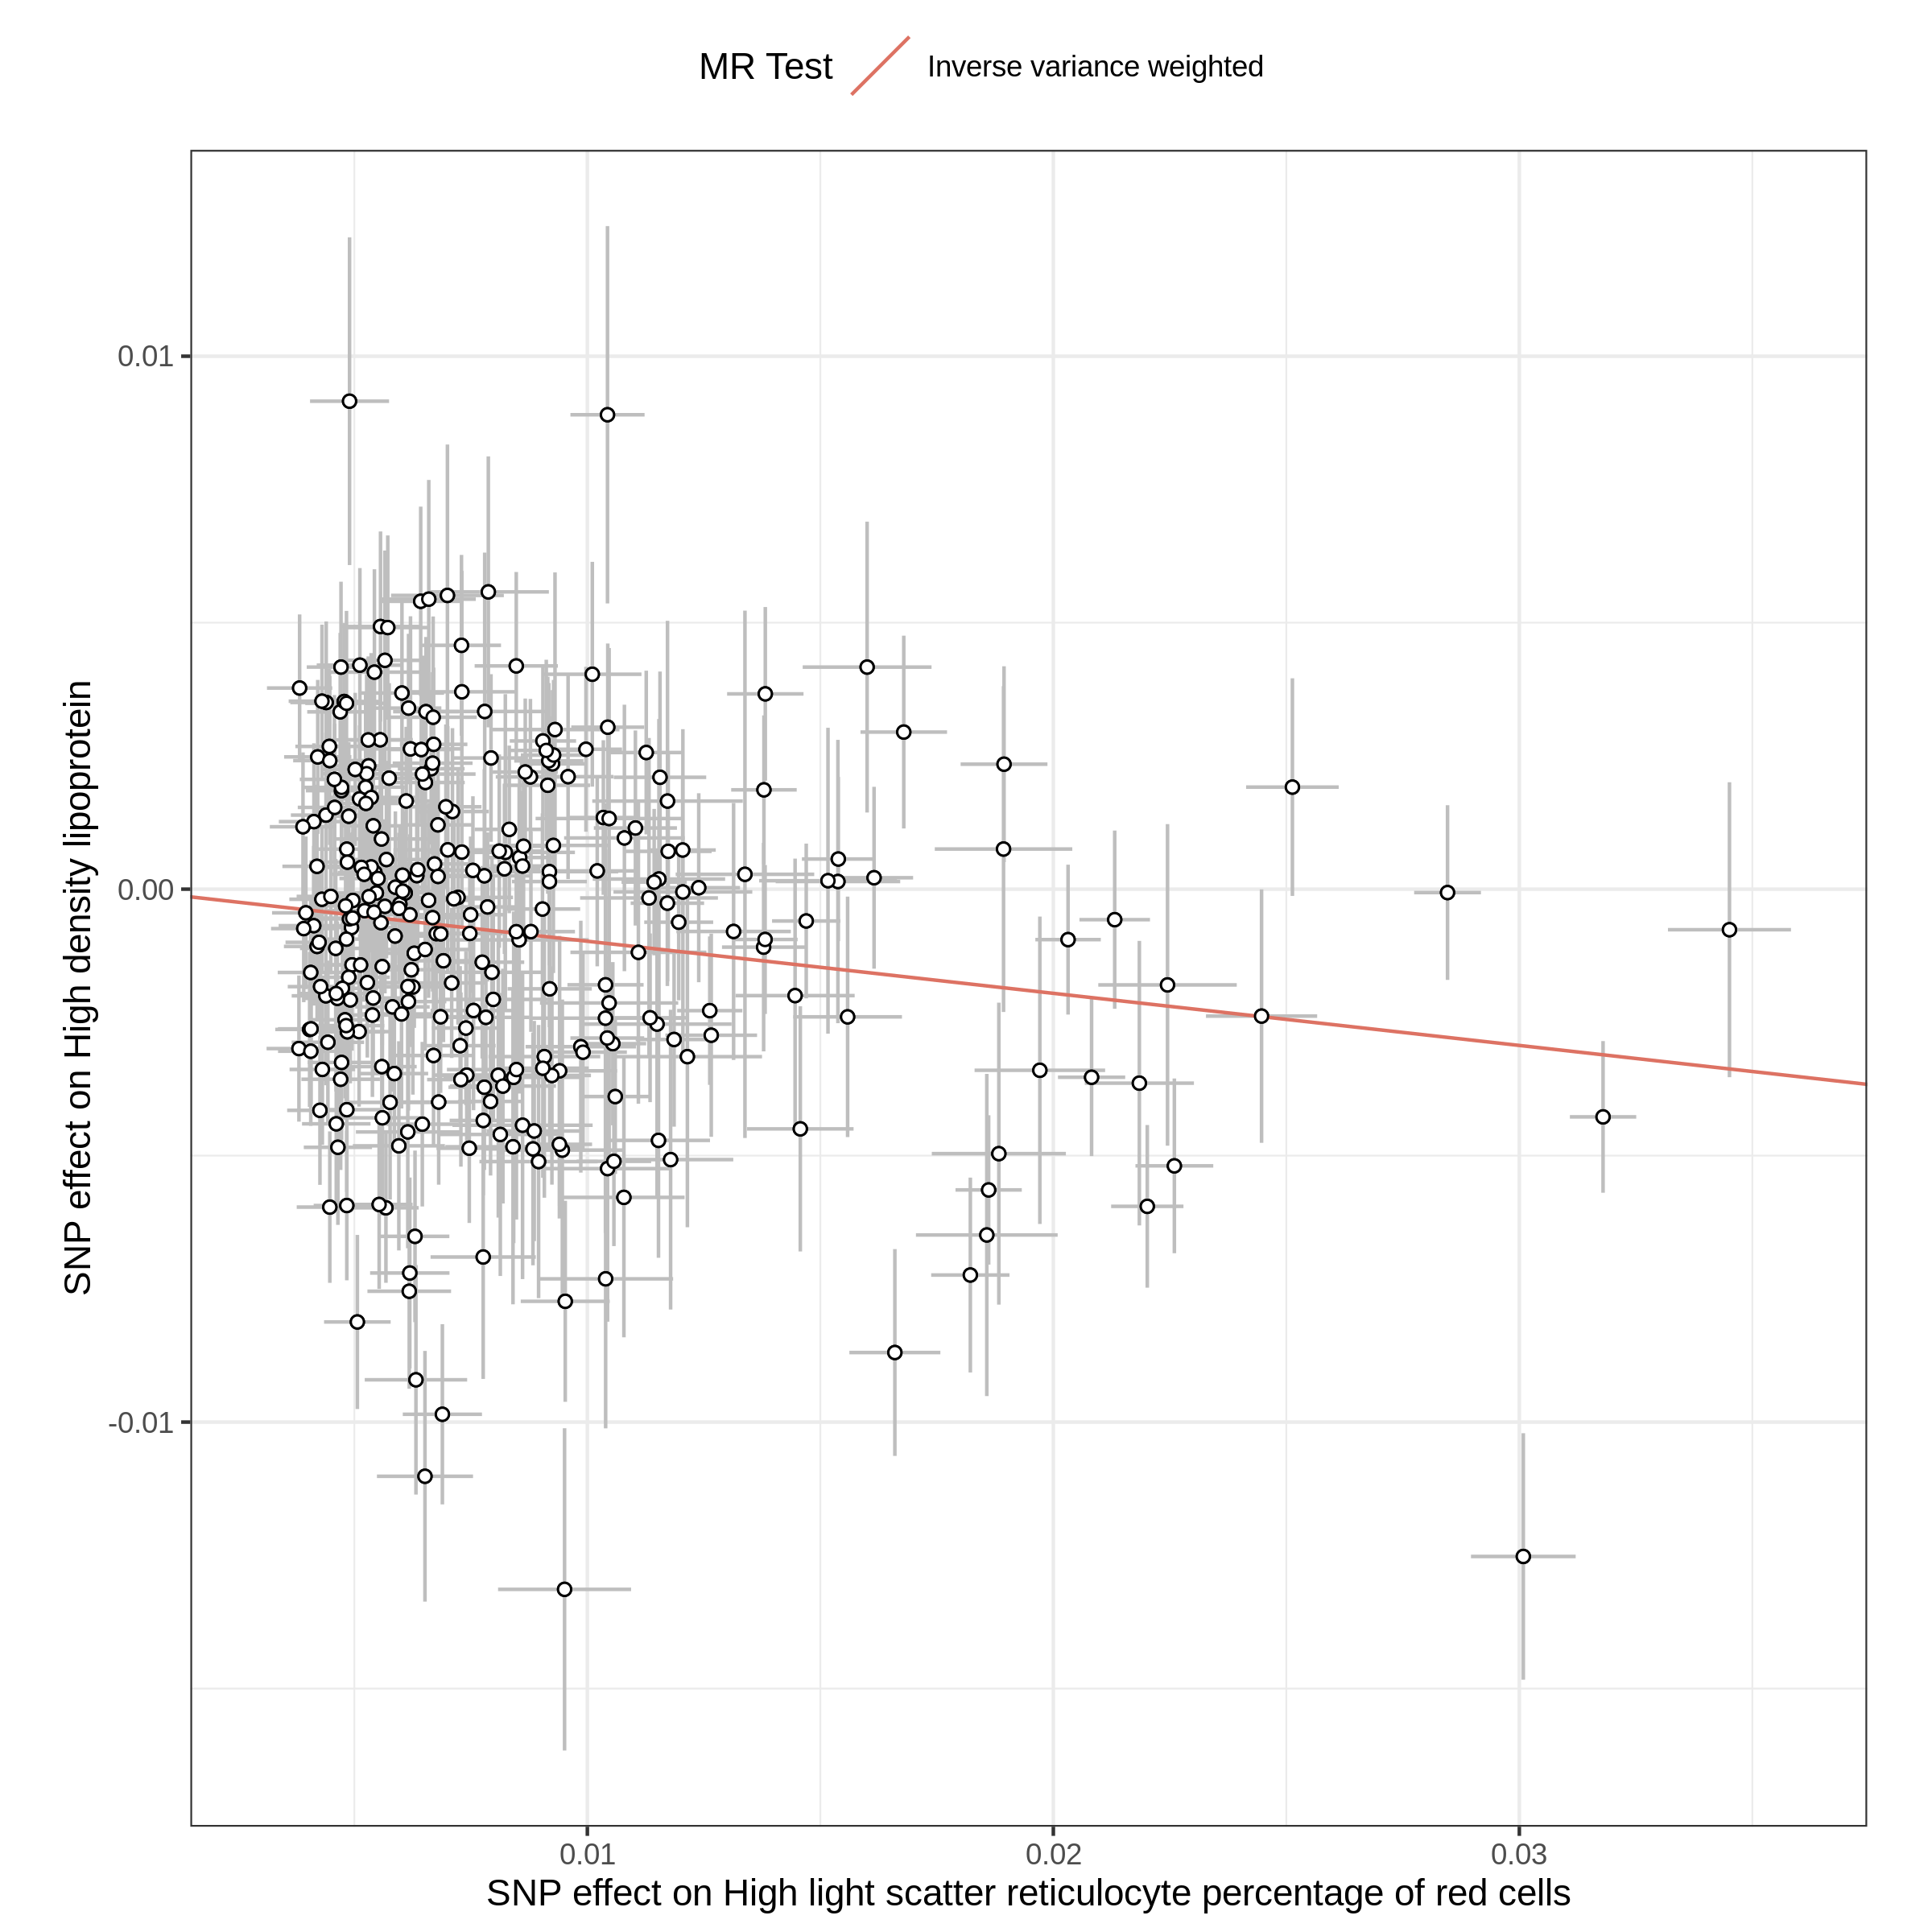 MR Test Inverse variance weighted
SNP effect on High density lipoprotein
0.01
0.00
-0.01
0.01 0.02 0.03
SNP effect on High light scatter reticulocyte percentage of red cells